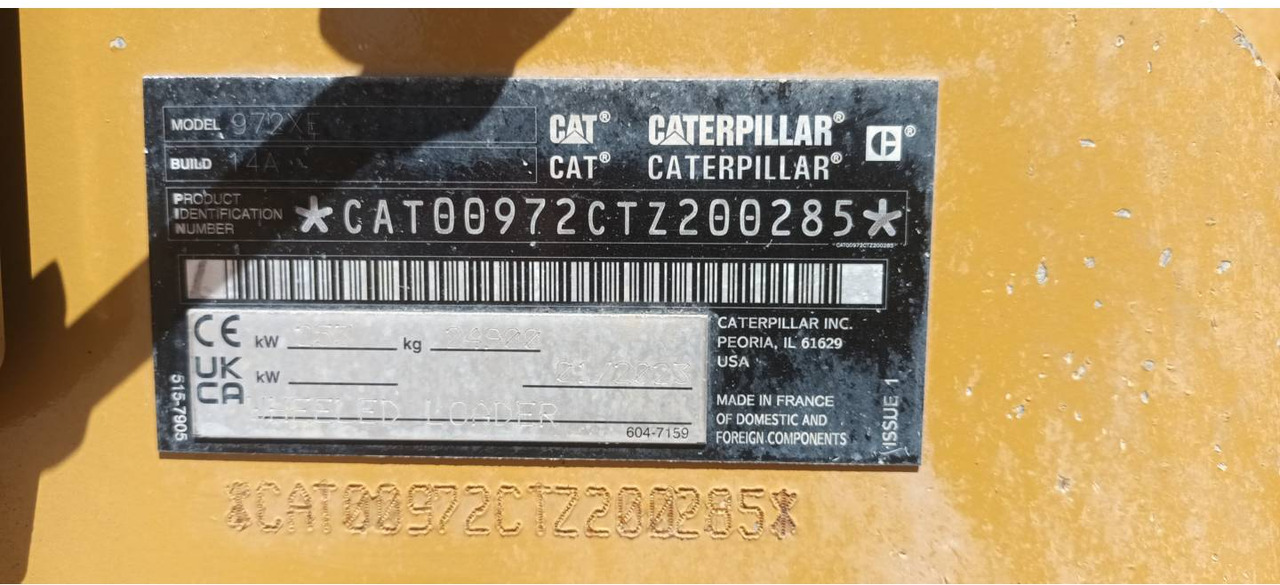 MODEL 972XE
BUILD 14A
CAT® CATERPILLAR® ®
CAT® CATERPILLAR®
PRODUCT
IDENTIFICATION
NUMBER
*CAT00972CTZ200285*
CAT00972CTZ200285
CE
UK
CA
kW kg 24900
kW
WHEELED LOADER
604-7159
515-7905
CATERPILLAR INC.
PEORIA, IL 61629
USA
MADE IN FRANCE
OF DOMESTIC AND
FOREIGN COMPONENTS
ISSUE 1
*CAT00972CTZ200285*